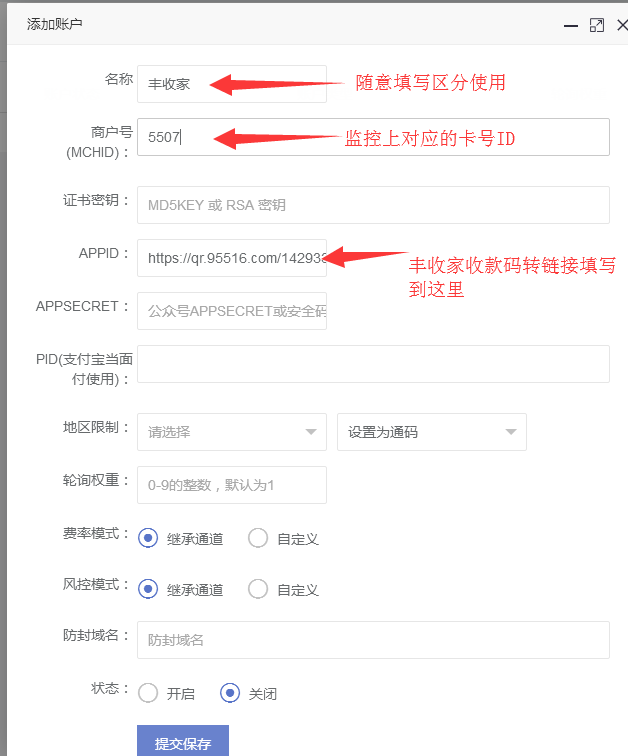 添加账户
名称
丰收家
随意填写区分使用
商户号
(MCHID)：
5507
监控上对应的卡号ID
证书密钥：
MD5KEY 或 RSA 密钥
APPID：
https://qr.95516.com/142938
丰收家收款码转链接填写
到这里
APPSECRET：
公众号APPSECRET或安全码
PID(支付宝当面
付使用)：
地区限制：
请选择
设置为通码
轮询权重：
0-9的整数，默认为1
费率模式：
继承通道
自定义
风控模式：
继承通道
自定义
防封域名：
防封域名
状态：
开启
关闭
提交保存